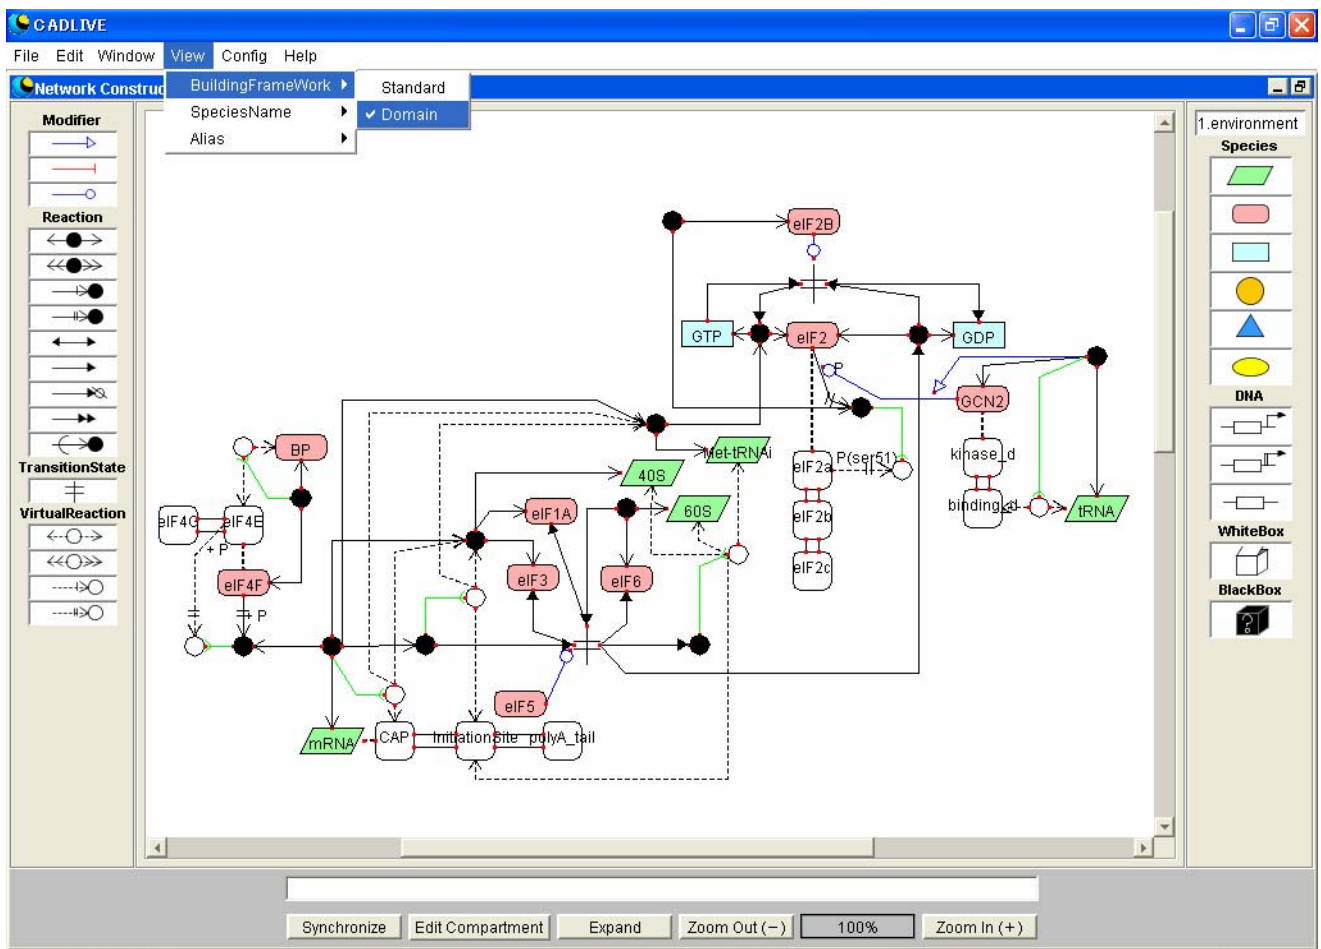 CADLIVE
File Edit Window View Config Help
Network Constru
BuildingFrameWork
SpeciesName
Alias
Standard
✓ Domain
Modifier
Reaction
TransitionState
VirtualReaction
1.environment
Species
DNA
WhiteBox
BlackBox
eIF2B
GTP
eIF2
GDP
P
GCN2
BP
Met-tRNAi
kinase_d
40S
eIF2a
P(ser51)
eIF4G
eIF4E
eIF1A
60S
eIF2b
binding_d
tRNA
+ P
eIF4F
eIF3
eIF6
eIF2c
+ P
eIF5
mRNA
CAP
InitiationSite
polyA_tail
Synchronize
Edit Compartment
Expand
Zoom Out (−)
100%
Zoom In (+)